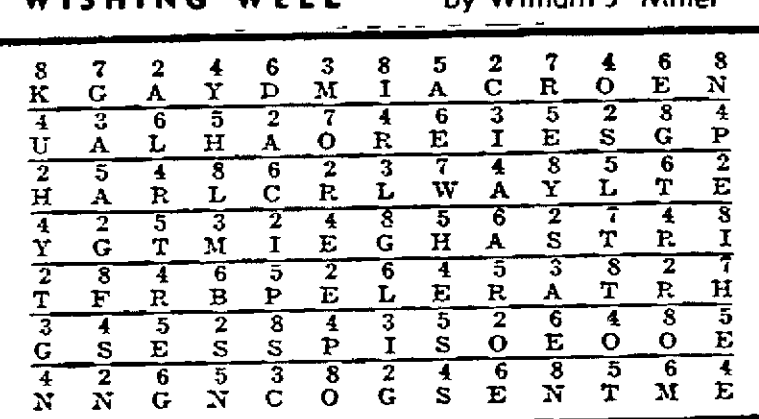 WISHING WELL by William J Miller
8 7 2 4 6 3 8 5 2 7 4 6 8
K G A Y D M I A C R O E N
4 3 6 5 2 7 4 6 3 5 2 8 4
U A L H A O R E I E S G P
2 5 4 8 6 2 3 7 4 8 5 6 2
H A R L C R L W A Y L T E
4 2 5 3 2 4 8 5 6 2 7 4 8
Y G T M I E G H A S T R I
2 8 4 6 5 2 6 4 5 3 8 2 7
T F R B P E L E R A T R H
3 4 5 2 8 4 3 5 2 6 4 8 5
G S E S S P I S O E O O E
4 2 6 5 3 8 2 4 6 8 5 6 4
N N G N C O G S E N T M E